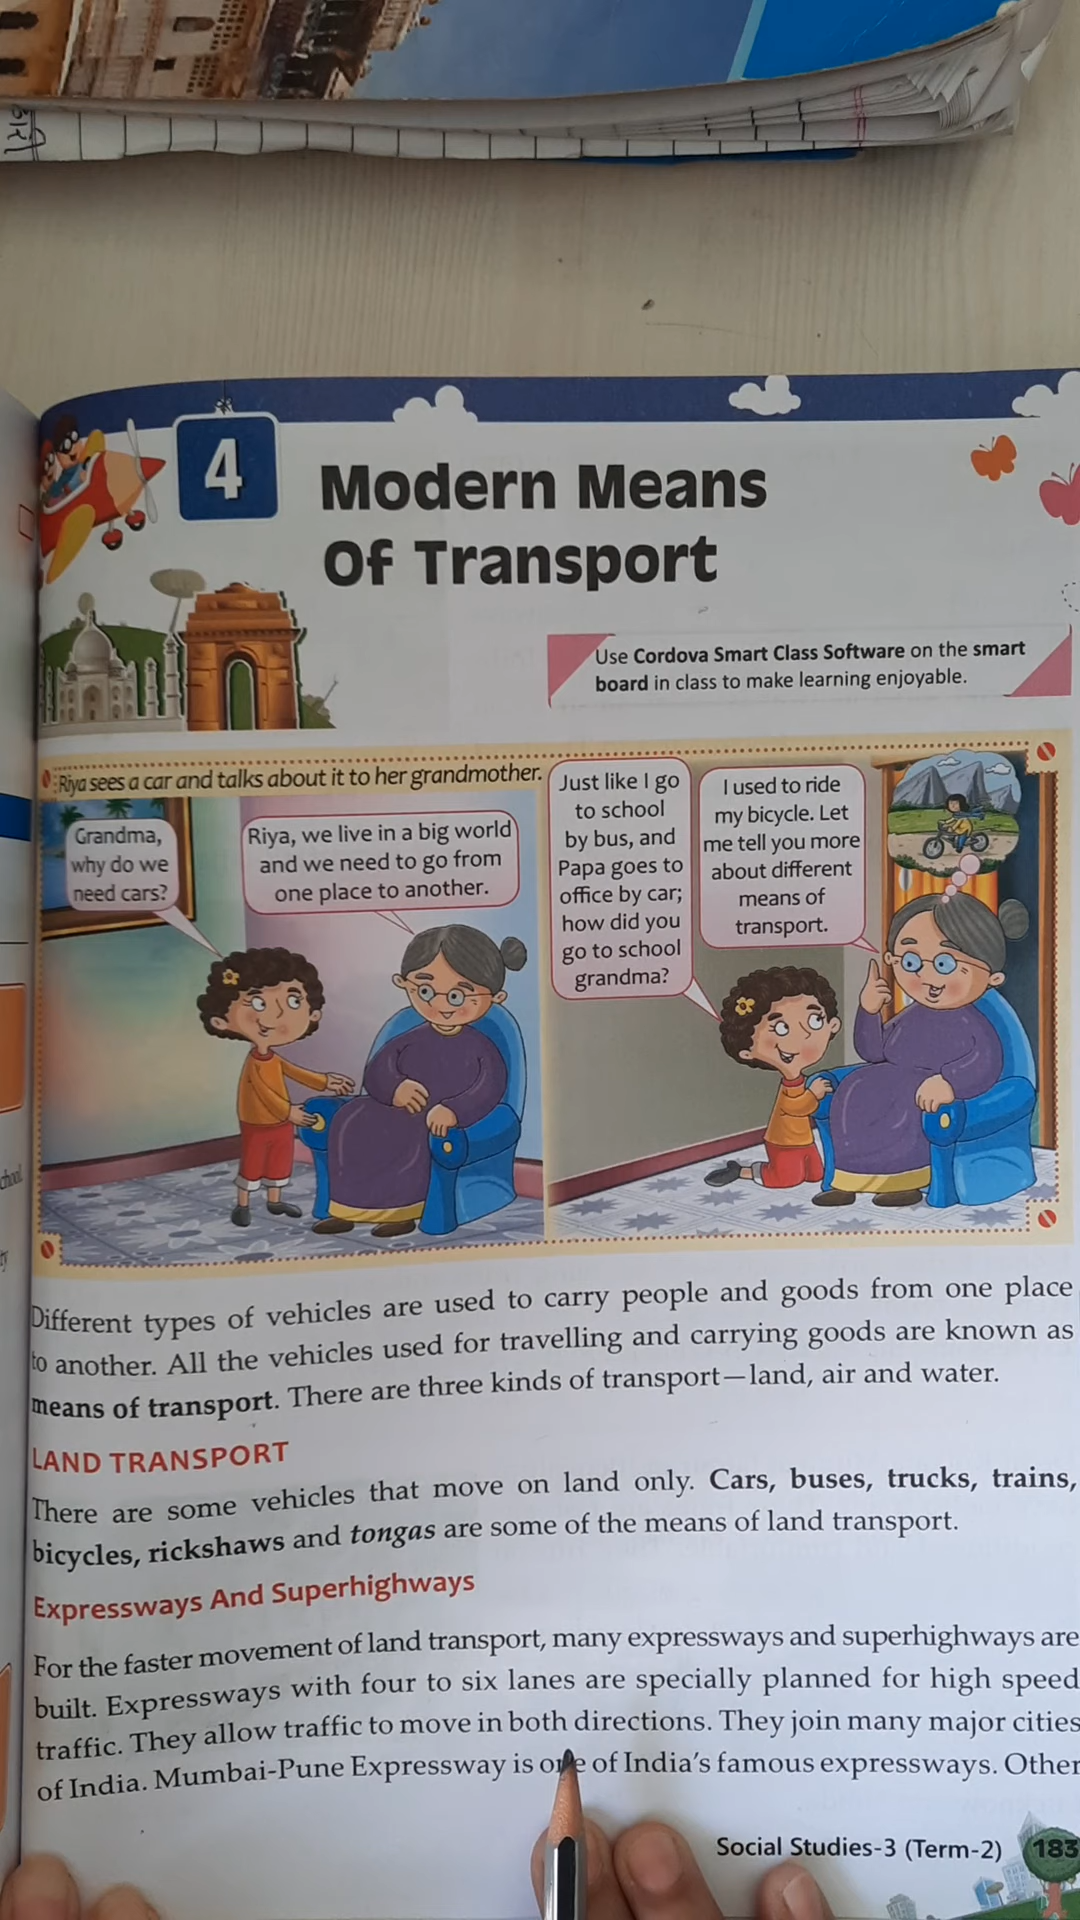 4
Modern Means
Of Transport
Use Cordova Smart Class Software on the smart
board in class to make learning enjoyable.
Riya sees a car and talks about it to her grandmother.
Grandma,
why do we
need cars?
Riya, we live in a big world
and we need to go from
one place to another.
Just like I go
to school
by bus, and
Papa goes to
office by car;
how did you
go to school
grandma?
I used to ride
my bicycle. Let
me tell you more
about different
means of
transport.
Different types of vehicles are used to carry people and goods from one place
to another. All the vehicles used for travelling and carrying goods are known as
means of transport. There are three kinds of transport—land, air and water.
LAND TRANSPORT
There are some vehicles that move on land only. Cars, buses, trucks, trains,
bicycles, rickshaws and tongas are some of the means of land transport.
Expressways And Superhighways
For the faster movement of land transport, many expressways and superhighways are
built. Expressways with four to six lanes are specially planned for high speed
traffic. They allow traffic to move in both directions. They join many major cities
of India. Mumbai-Pune Expressway is one of India's famous expressways. Other
Social Studies-3 (Term-2) 183